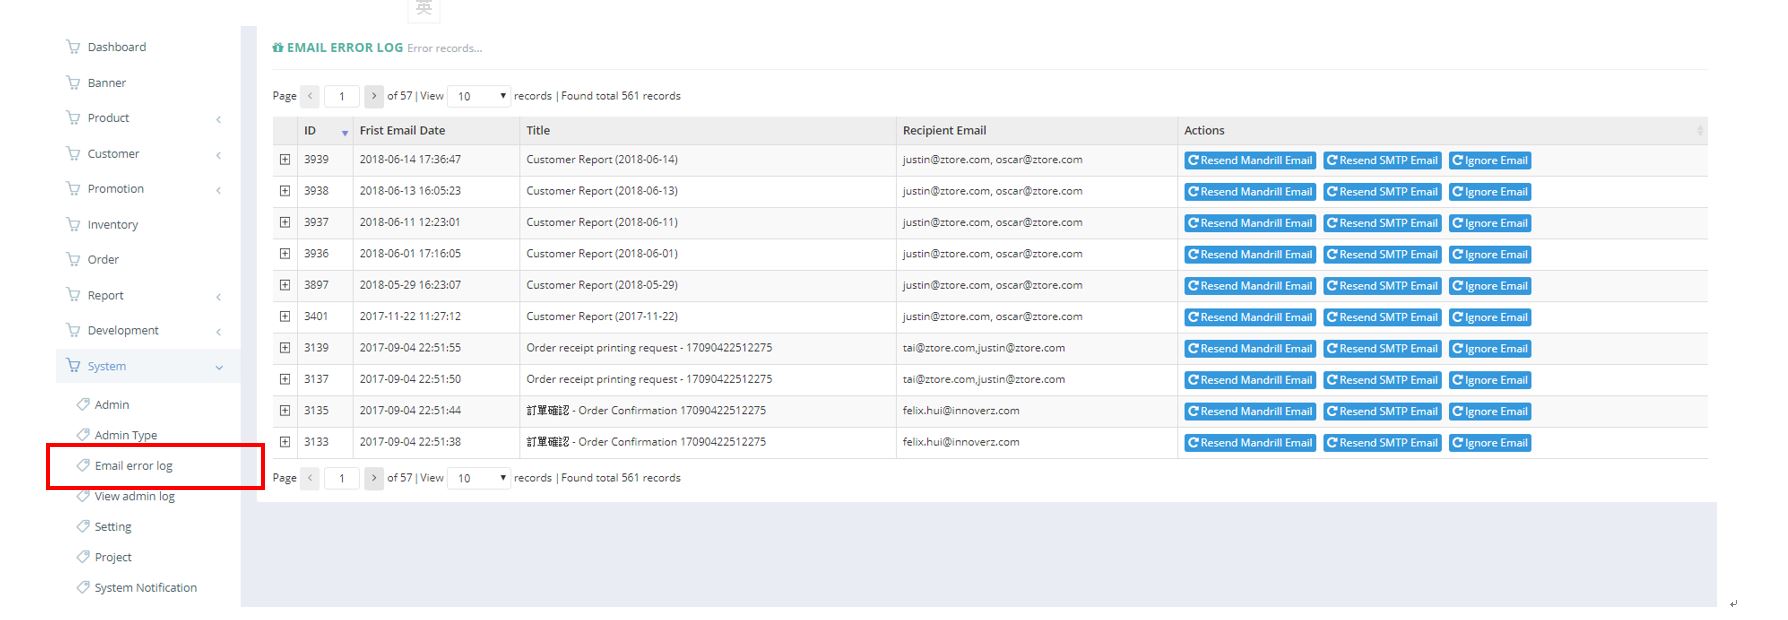 英
Dashboard
Banner
Product
Customer
Promotion
Inventory
Order
Report
Development
System
Admin
Admin Type
Email error log
View admin log
Setting
Project
System Notification
EMAIL ERROR LOG Error records...
Page < 1 > of 57 | View 10 records | Found total 561 records
ID Frist Email Date Title Recipient Email Actions
3939 2018-06-14 17:36:47 Customer Report (2018-06-14) justin@ztore.com, oscar@ztore.com Resend Mandrill Email Resend SMTP Email Ignore Email
3938 2018-06-13 16:05:23 Customer Report (2018-06-13) justin@ztore.com, oscar@ztore.com Resend Mandrill Email Resend SMTP Email Ignore Email
3937 2018-06-11 12:23:01 Customer Report (2018-06-11) justin@ztore.com, oscar@ztore.com Resend Mandrill Email Resend SMTP Email Ignore Email
3936 2018-06-01 17:16:05 Customer Report (2018-06-01) justin@ztore.com, oscar@ztore.com Resend Mandrill Email Resend SMTP Email Ignore Email
3897 2018-05-29 16:23:07 Customer Report (2018-05-29) justin@ztore.com, oscar@ztore.com Resend Mandrill Email Resend SMTP Email Ignore Email
3401 2017-11-22 11:27:12 Customer Report (2017-11-22) justin@ztore.com, oscar@ztore.com Resend Mandrill Email Resend SMTP Email Ignore Email
3139 2017-09-04 22:51:55 Order receipt printing request - 17090422512275 tai@ztore.com,justin@ztore.com Resend Mandrill Email Resend SMTP Email Ignore Email
3137 2017-09-04 22:51:50 Order receipt printing request - 17090422512275 tai@ztore.com,justin@ztore.com Resend Mandrill Email Resend SMTP Email Ignore Email
3135 2017-09-04 22:51:44 訂單確認 - Order Confirmation 17090422512275 felix.hui@innoverz.com Resend Mandrill Email Resend SMTP Email Ignore Email
3133 2017-09-04 22:51:38 訂單確認 - Order Confirmation 17090422512275 felix.hui@innoverz.com Resend Mandrill Email Resend SMTP Email Ignore Email
Page < 1 > of 57 | View 10 records | Found total 561 records